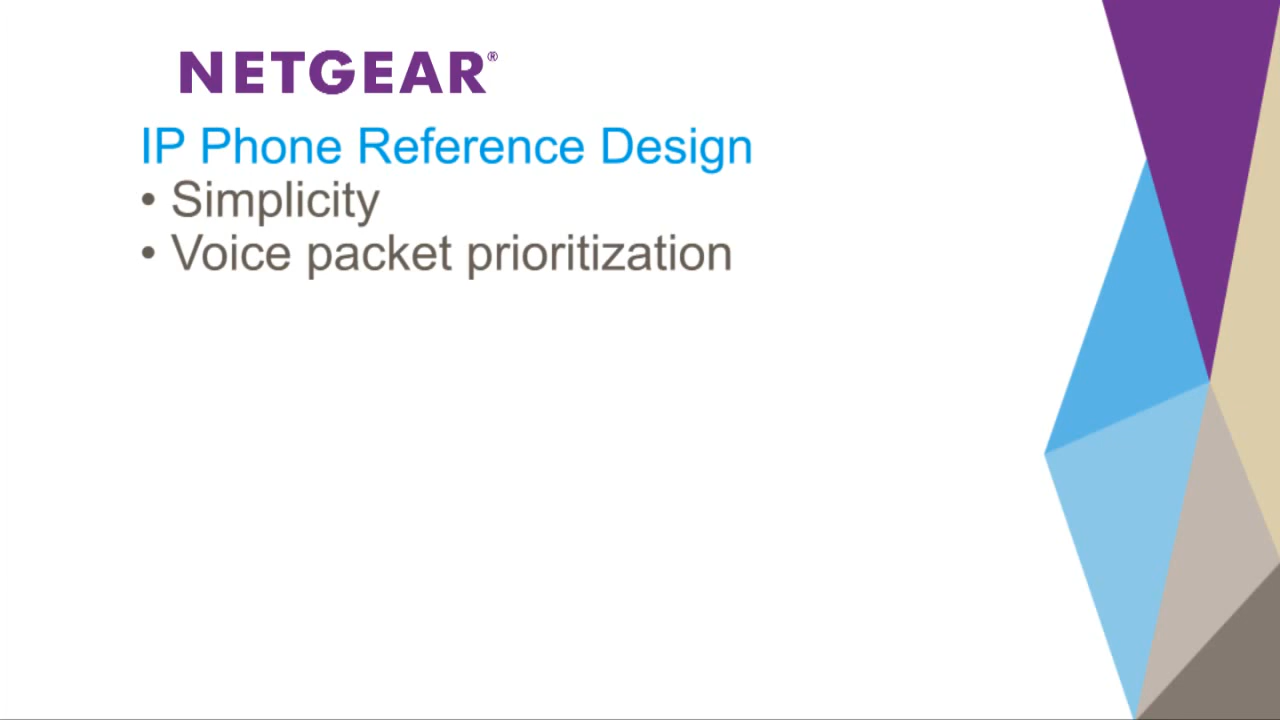 NETGEAR®
IP Phone Reference Design
• Simplicity
• Voice packet prioritization